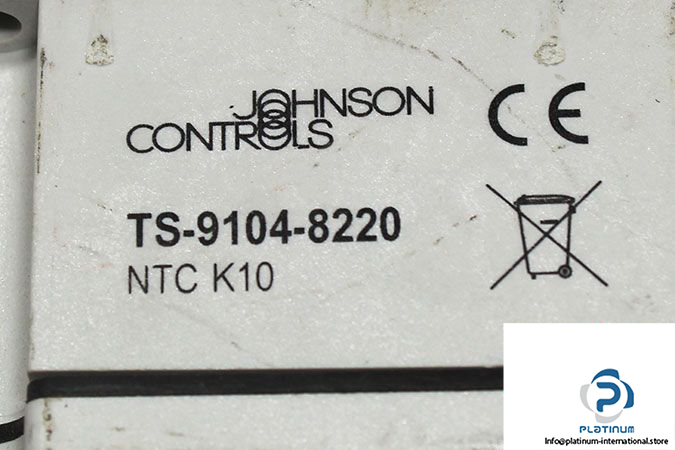 JOHNSON
CONTROLS
CE
TS-9104-8220
NTC K10
PLATINUM
Info@platinum-international.store